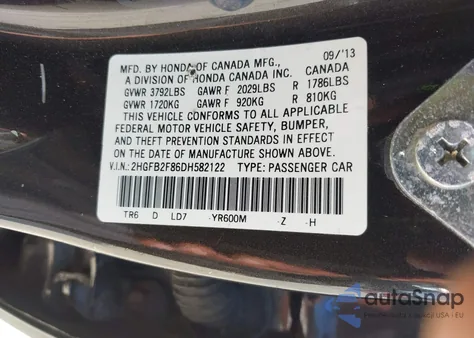 MFD. BY HONDA OF CANADA MFG., 09/'13
A DIVISION OF HONDA CANADA INC. CANADA
GVWR 3792LBS GAWR F 2029LBS R 1786LBS
GVWR 1720KG GAWR F 920KG R 810KG
THIS VEHICLE CONFORMS TO ALL APPLICABLE
FEDERAL MOTOR VEHICLE SAFETY, BUMPER,
AND THEFT PREVENTION STANDARDS IN EFFECT
ON THE DATE OF MANUFACTURE SHOWN ABOVE.
V.I.N.: 2HGFB2F86DH582122 TYPE: PASSENGER CAR
TR6 D LD7 -YR600M -Z -H
autoSnap
USA - EU